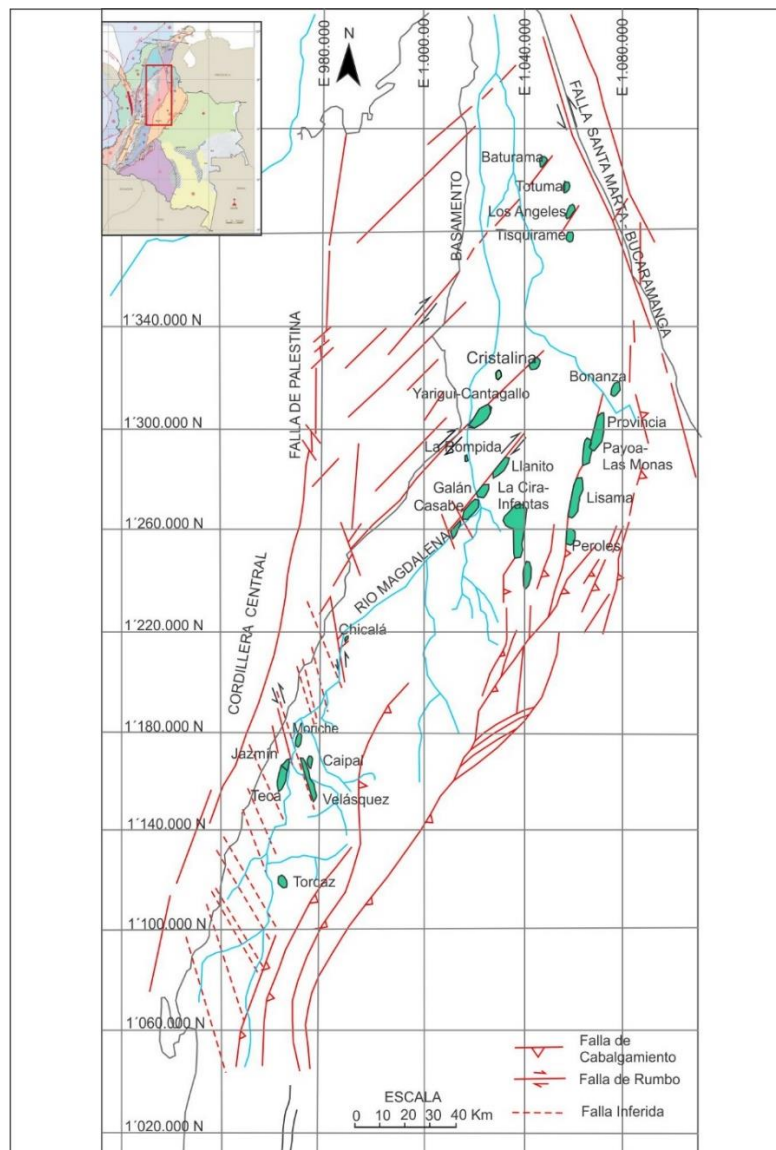 N
E 980.000
E 1.000.000
E 1.040.000
E 1.080.000
FALLA SANTA MARTA - BUCARAMANGA
BASAMENTO
Baturama
Totuma
Los Angeles
Tisquirame
1´340.000 N
FALLA DE PALESTINA
Cristalina
Bonanza
Yarigui-Cantagallo
1´300.000 N
Provincia
La Rompida
Payoa-
Las Monas
Llanito
Galán
La Cira-
Infantas
Lisama
Casabe
1´260.000 N
Peroles
RIO MAGDALENA
CORDILLERA CENTRAL
1´220.000 N
Chicalá
1´180.000 N
Moriche
Jazmín
Caipal
Teca
Velásquez
1´140.000 N
Torcaz
1´100.000 N
1´060.000 N
Falla de
Cabalgamiento
Falla de Rumbo
Falla Inferida
ESCALA
0 10 20 30 40 Km
1´020.000 N